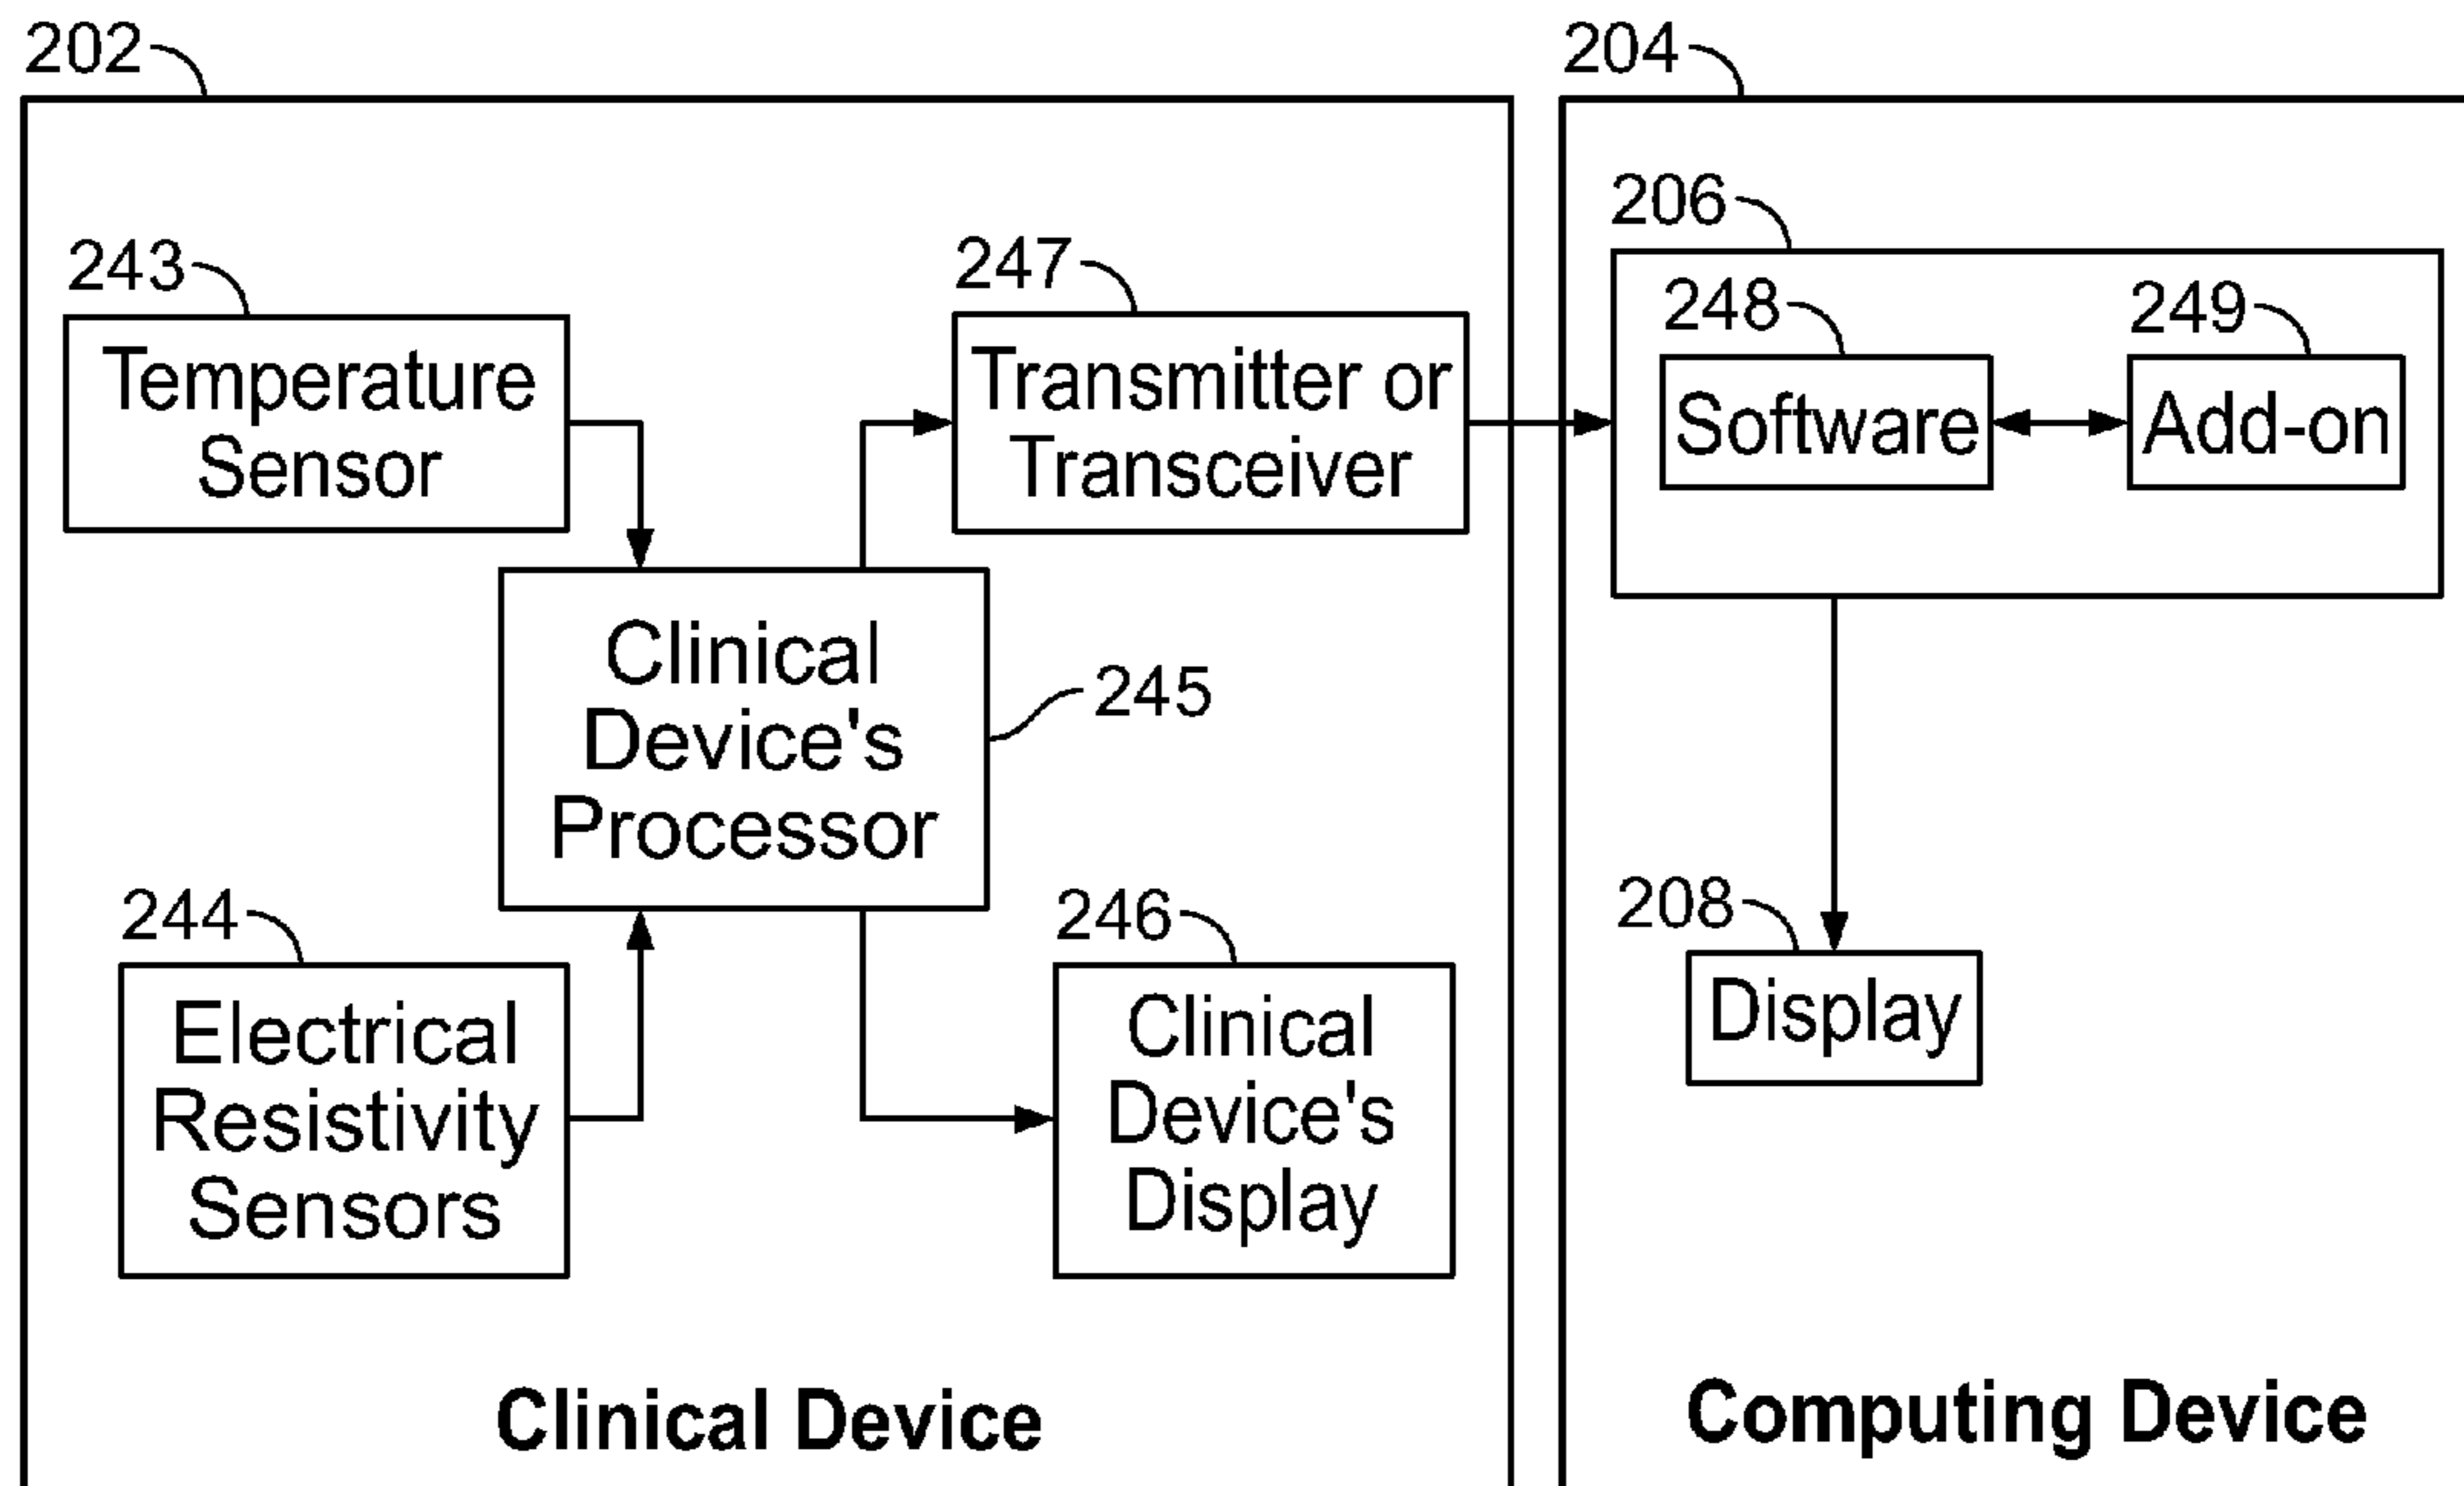 202
204
206
243
247
248
249
Temperature
Sensor
Transmitter or
Transceiver
Software
Add-on
Clinical
Device's
Processor
245
244
246
208
Electrical
Resistivity
Sensors
Clinical
Device's
Display
Display
Clinical Device
Computing Device